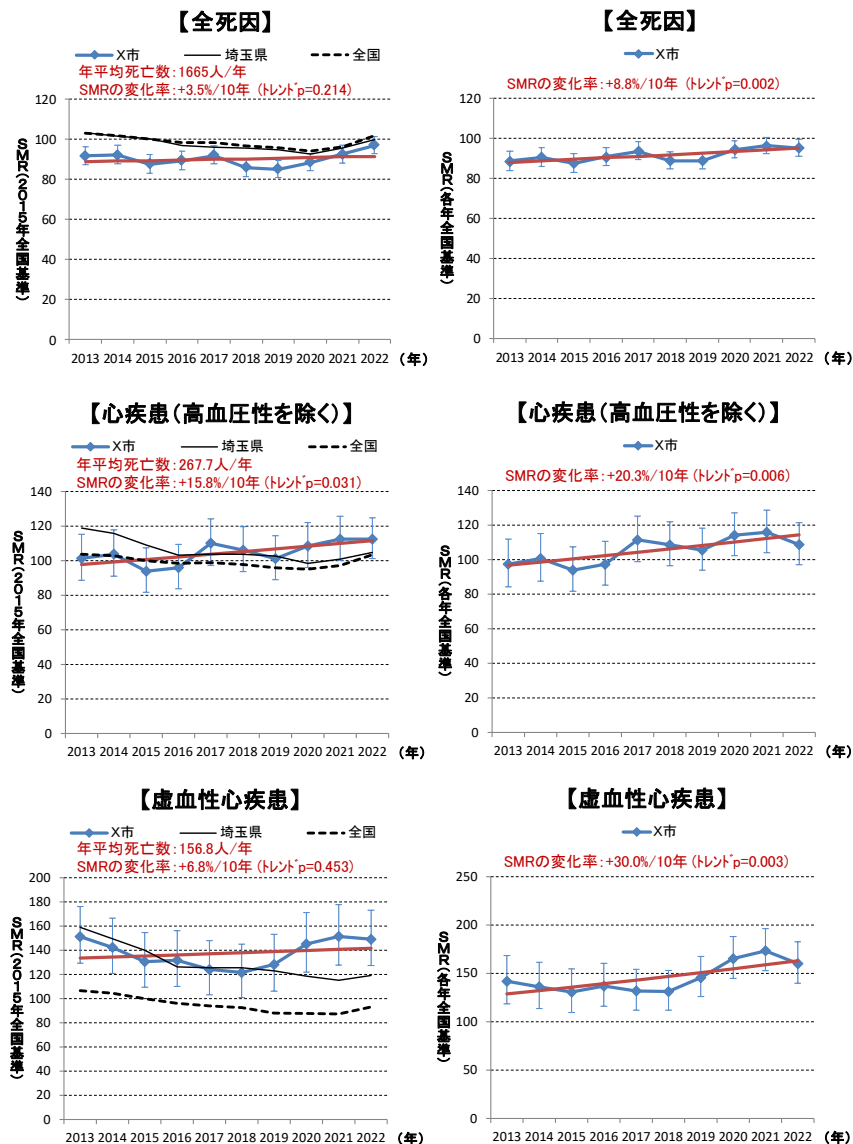 【全死因】
X市 埼玉県 全国
年平均死亡数：1665人/年
SMRの変化率：+3.5%/10年 (トレンドp=0.214)
SMR(2015年全国基準)
120
100
80
60
40
20
0
2013 2014 2015 2016 2017 2018 2019 2020 2021 2022 (年)
【全死因】
X市
SMRの変化率：+8.8%/10年 (トレンドp=0.002)
SMR(各年全国基準)
120
100
80
60
40
20
0
2013 2014 2015 2016 2017 2018 2019 2020 2021 2022 (年)
【心疾患(高血圧性を除く)】
X市 埼玉県 全国
年平均死亡数：267.7人/年
SMRの変化率：+15.8%/10年 (トレンドp=0.031)
SMR(2015年全国基準)
140
120
100
80
60
40
20
0
2013 2014 2015 2016 2017 2018 2019 2020 2021 2022 (年)
【心疾患(高血圧性を除く)】
X市
SMRの変化率：+20.3%/10年 (トレンドp=0.006)
SMR(各年全国基準)
140
120
100
80
60
40
20
0
2013 2014 2015 2016 2017 2018 2019 2020 2021 2022 (年)
【虚血性心疾患】
X市 埼玉県 全国
年平均死亡数：156.8人/年
SMRの変化率：+6.8%/10年 (トレンドp=0.453)
SMR(2015年全国基準)
200
180
160
140
120
100
80
60
40
20
0
2013 2014 2015 2016 2017 2018 2019 2020 2021 2022 (年)
【虚血性心疾患】
X市
SMRの変化率：+30.0%/10年 (トレンドp=0.003)
SMR(各年全国基準)
250
200
150
100
50
0
2013 2014 2015 2016 2017 2018 2019 2020 2021 2022 (年)